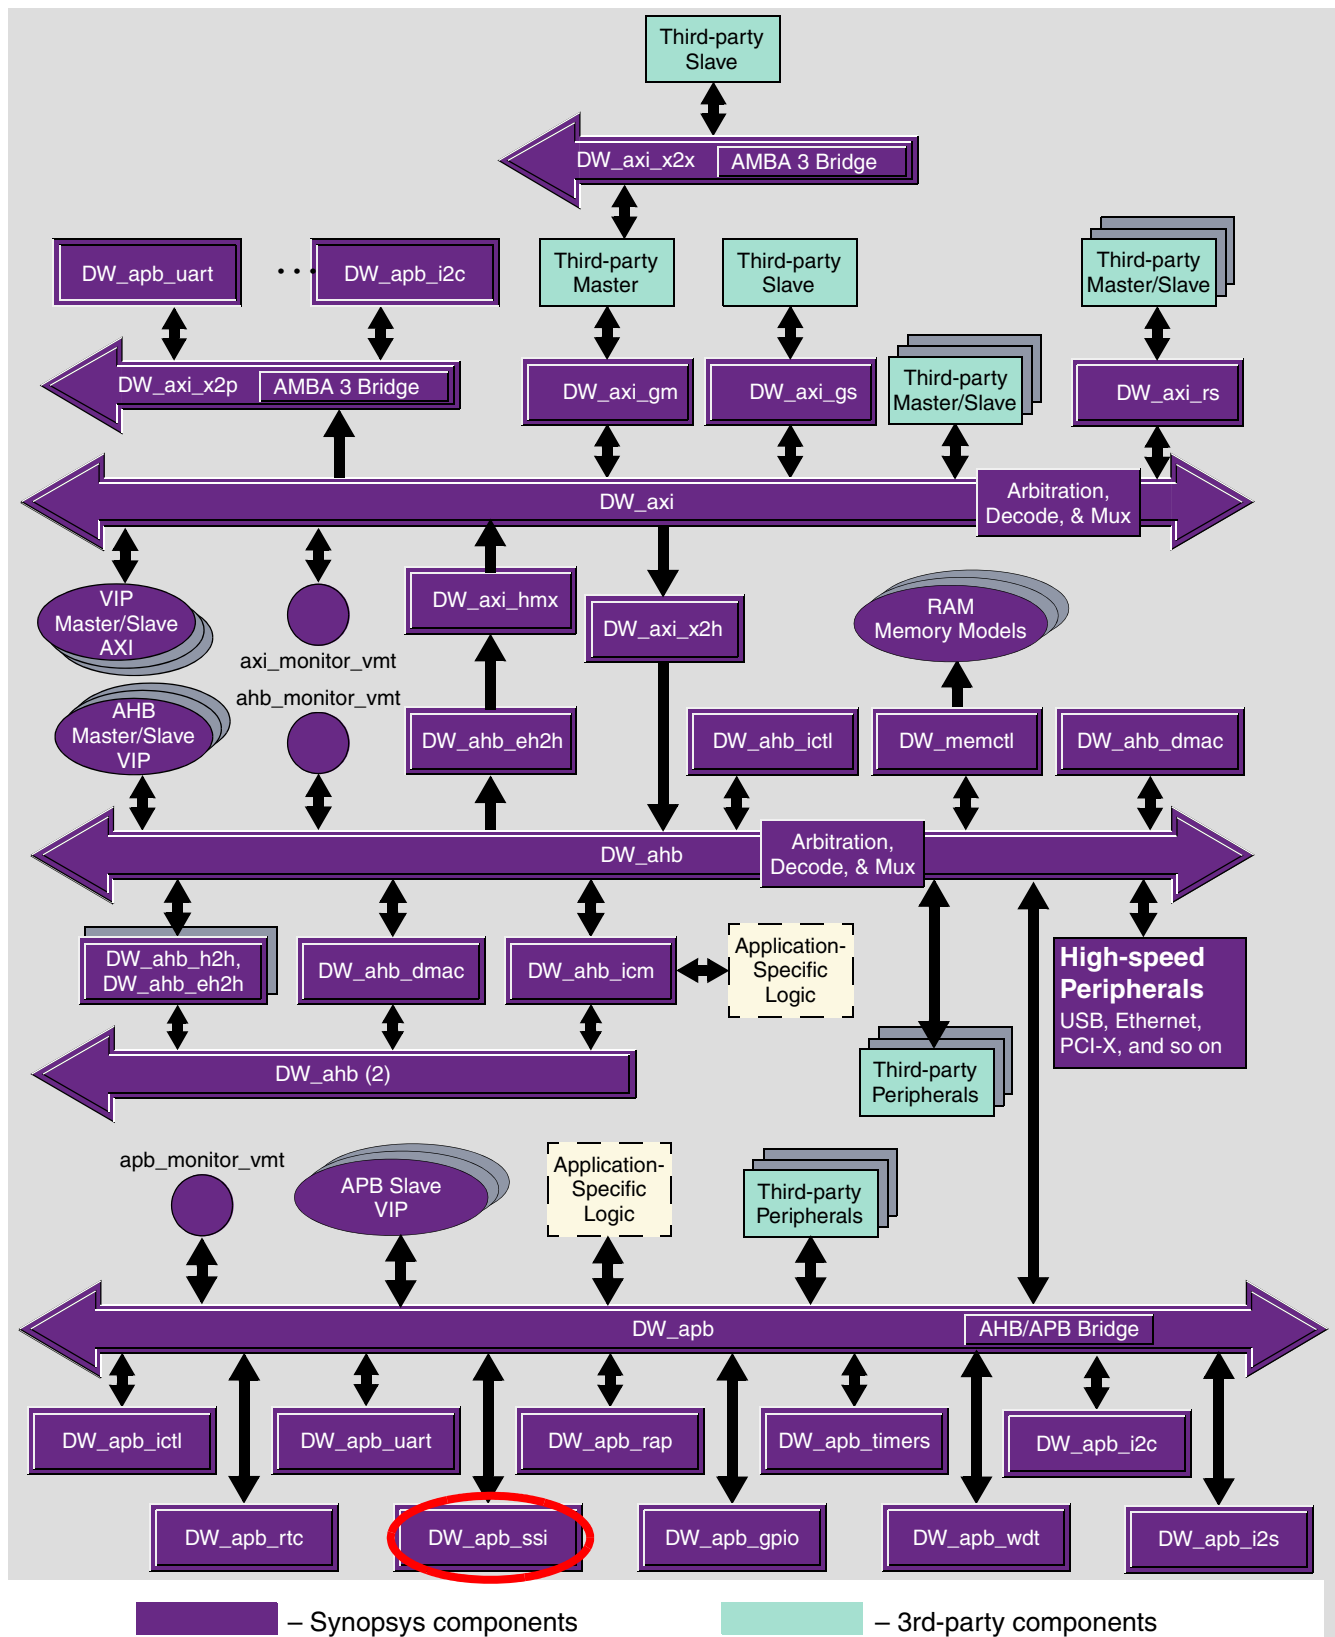 Third-party
Slave
DW_axi_x2x
AMBA 3 Bridge
DW_apb_uart
...
DW_apb_i2c
Third-party
Master
Third-party
Slave
Third-party
Master/Slave
DW_axi_x2p
AMBA 3 Bridge
DW_axi_gm
DW_axi_gs
Third-party
Master/Slave
DW_axi_rs
DW_axi
Arbitration,
Decode, & Mux
VIP
Master/Slave
AXI
axi_monitor_vmt
DW_axi_hmx
DW_axi_x2h
RAM
Memory Models
AHB
Master/Slave
VIP
ahb_monitor_vmt
DW_ahb_eh2h
DW_ahb_ictl
DW_memctl
DW_ahb_dmac
DW_ahb
Arbitration,
Decode, & Mux
DW_ahb_h2h,
DW_ahb_eh2h
DW_ahb_dmac
DW_ahb_icm
Application-
Specific
Logic
High-speed
Peripherals
USB, Ethernet,
PCI-X, and so on
DW_ahb (2)
Third-party
Peripherals
apb_monitor_vmt
APB Slave
VIP
Application-
Specific
Logic
Third-party
Peripherals
DW_apb
AHB/APB Bridge
DW_apb_ictl
DW_apb_uart
DW_apb_rap
DW_apb_timers
DW_apb_i2c
DW_apb_rtc
DW_apb_ssi
DW_apb_gpio
DW_apb_wdt
DW_apb_i2s
– Synopsys components
– 3rd-party components